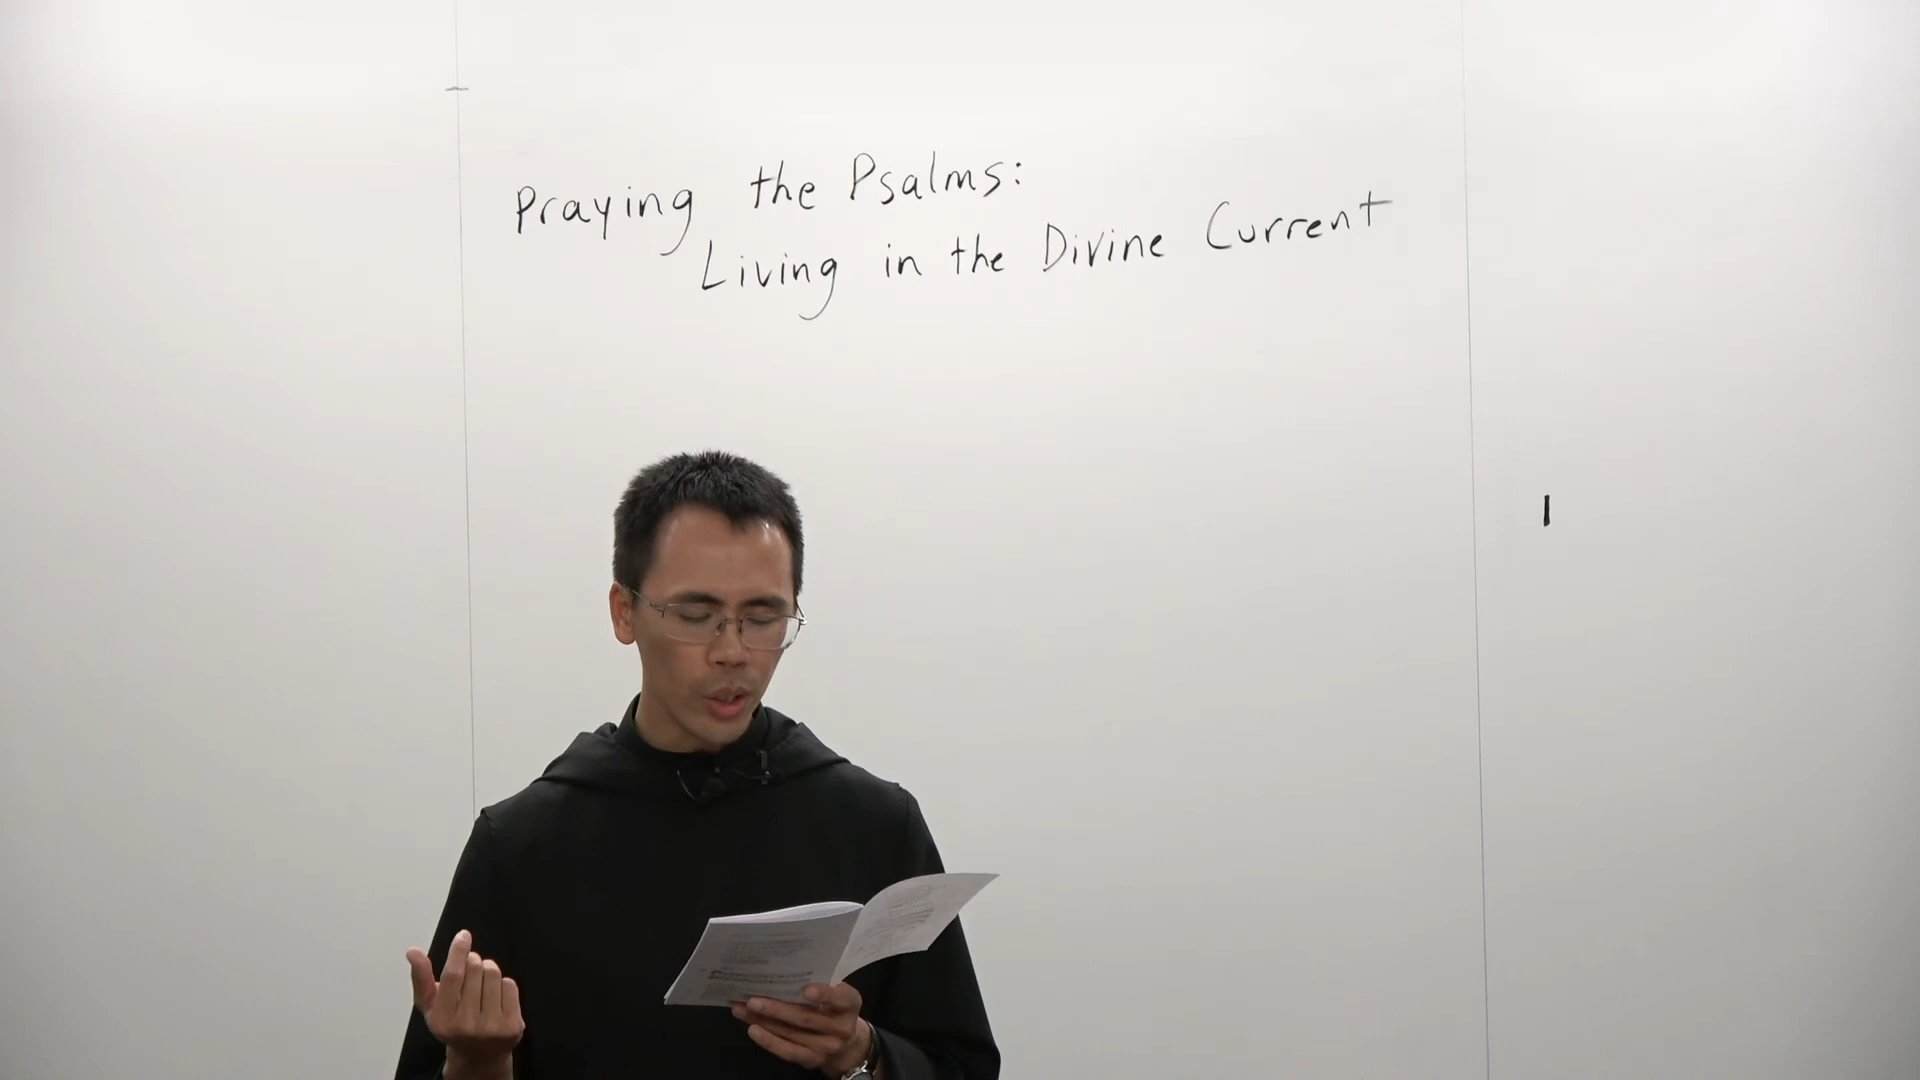 Praying the Psalms:
Living in the Divine Current